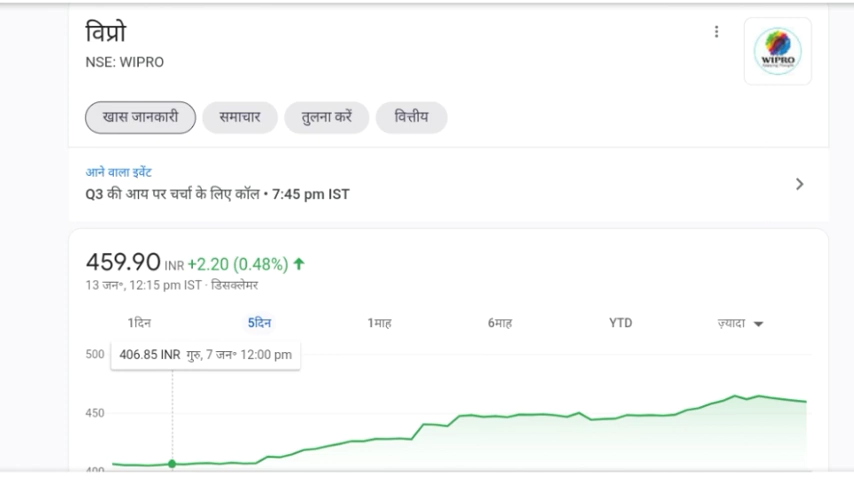 विप्रो
NSE: WIPRO
WIPRO
खास जानकारी समाचार तुलना करें वित्तीय
आने वाला इवेंट
Q3 की आय पर चर्चा के लिए कॉल • 7:45 pm IST
459.90 INR +2.20 (0.48%) ↑
13 जन॰, 12:15 pm IST · डिसक्लेमर
1दिन 5दिन 1माह 6माह YTD ज़्यादा
500
406.85 INR गुरु, 7 जन॰ 12:00 pm
450
400